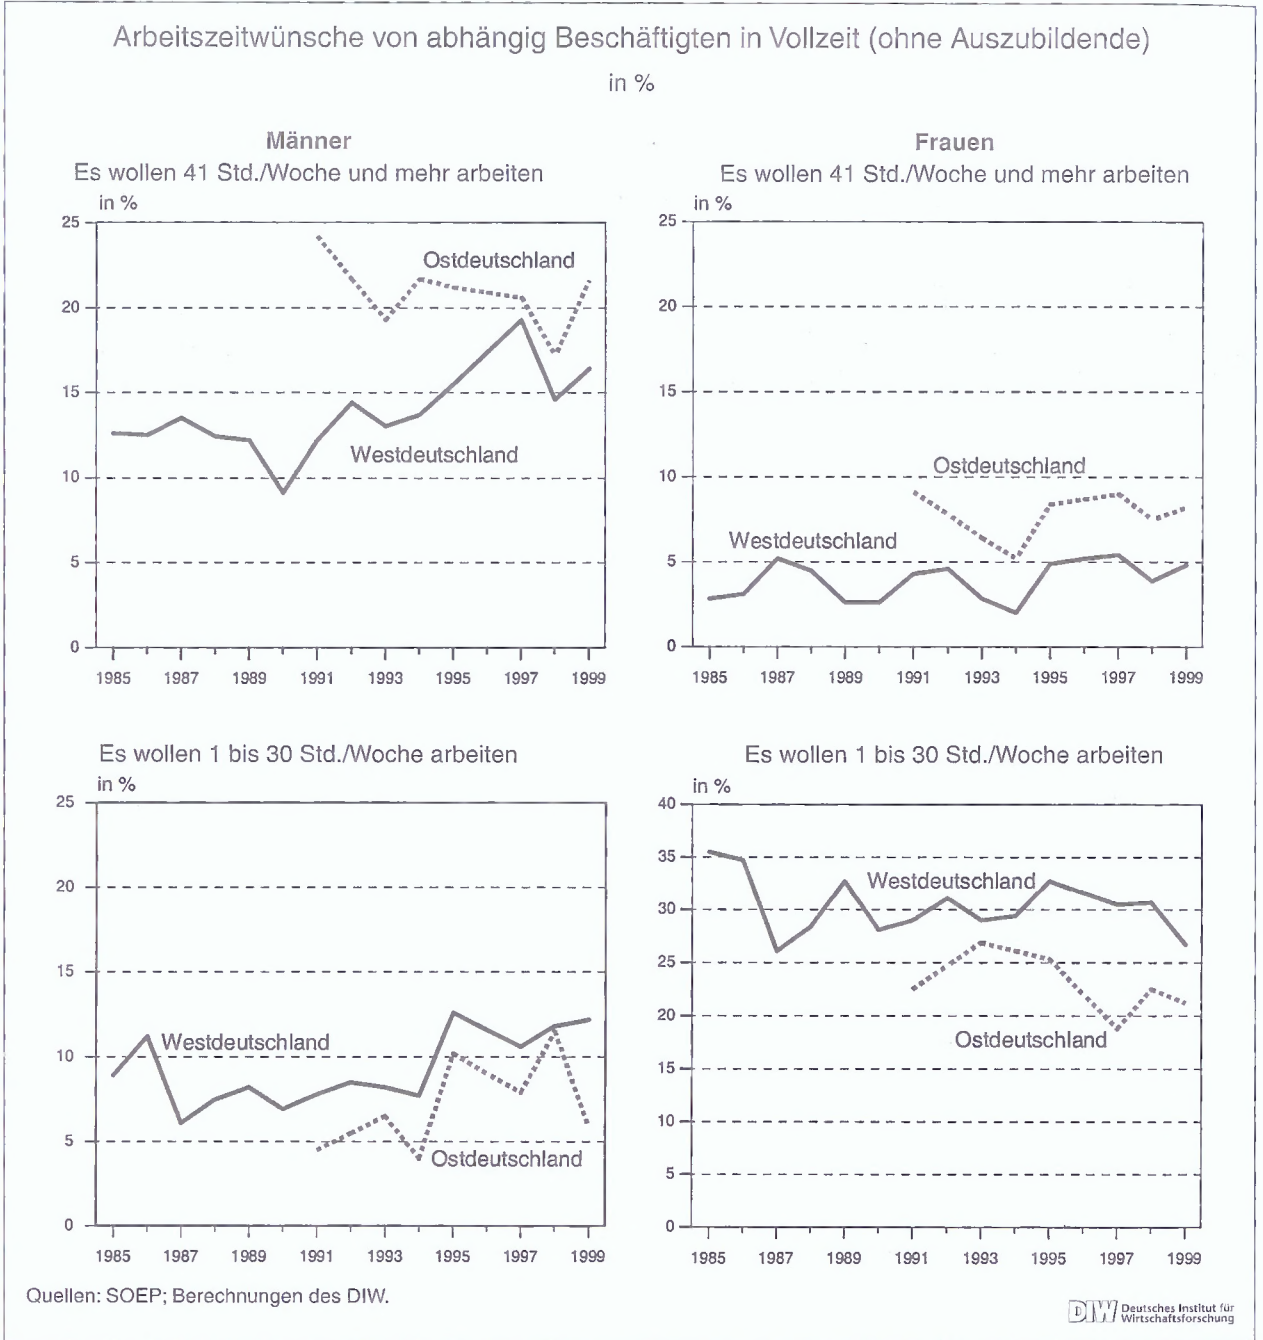 Arbeitszeitwünsche von abhängig Beschäftigten in Vollzeit (ohne Auszubildende)
in %
Männer
Es wollen 41 Std./Woche und mehr arbeiten
in %
25
20
15
10
5
0
Ostdeutschland
Westdeutschland
1985 1987 1989 1991 1993 1995 1997 1999
Frauen
Es wollen 41 Std./Woche und mehr arbeiten
in %
25
20
15
10
5
0
Ostdeutschland
Westdeutschland
1985 1987 1989 1991 1993 1995 1997 1999
Es wollen 1 bis 30 Std./Woche arbeiten
in %
25
20
15
10
5
0
Westdeutschland
Ostdeutschland
1985 1987 1989 1991 1993 1995 1997 1999
Es wollen 1 bis 30 Std./Woche arbeiten
in %
40
35
30
25
20
15
10
5
0
Westdeutschland
Ostdeutschland
1985 1987 1989 1991 1993 1995 1997 1999
Quellen: SOEP; Berechnungen des DIW.
DIW Deutsches Institut für
Wirtschaftsforschung